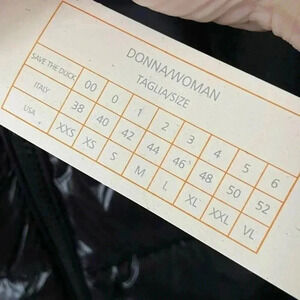 DONNA/WOMAN
TAGLIA/SIZE
SAVE THE DUCK 00 0 1 2 3 4 5 6
ITALY 38 40 42 44 46 48 50 52
USA XXS XS S M L XL XXL VL